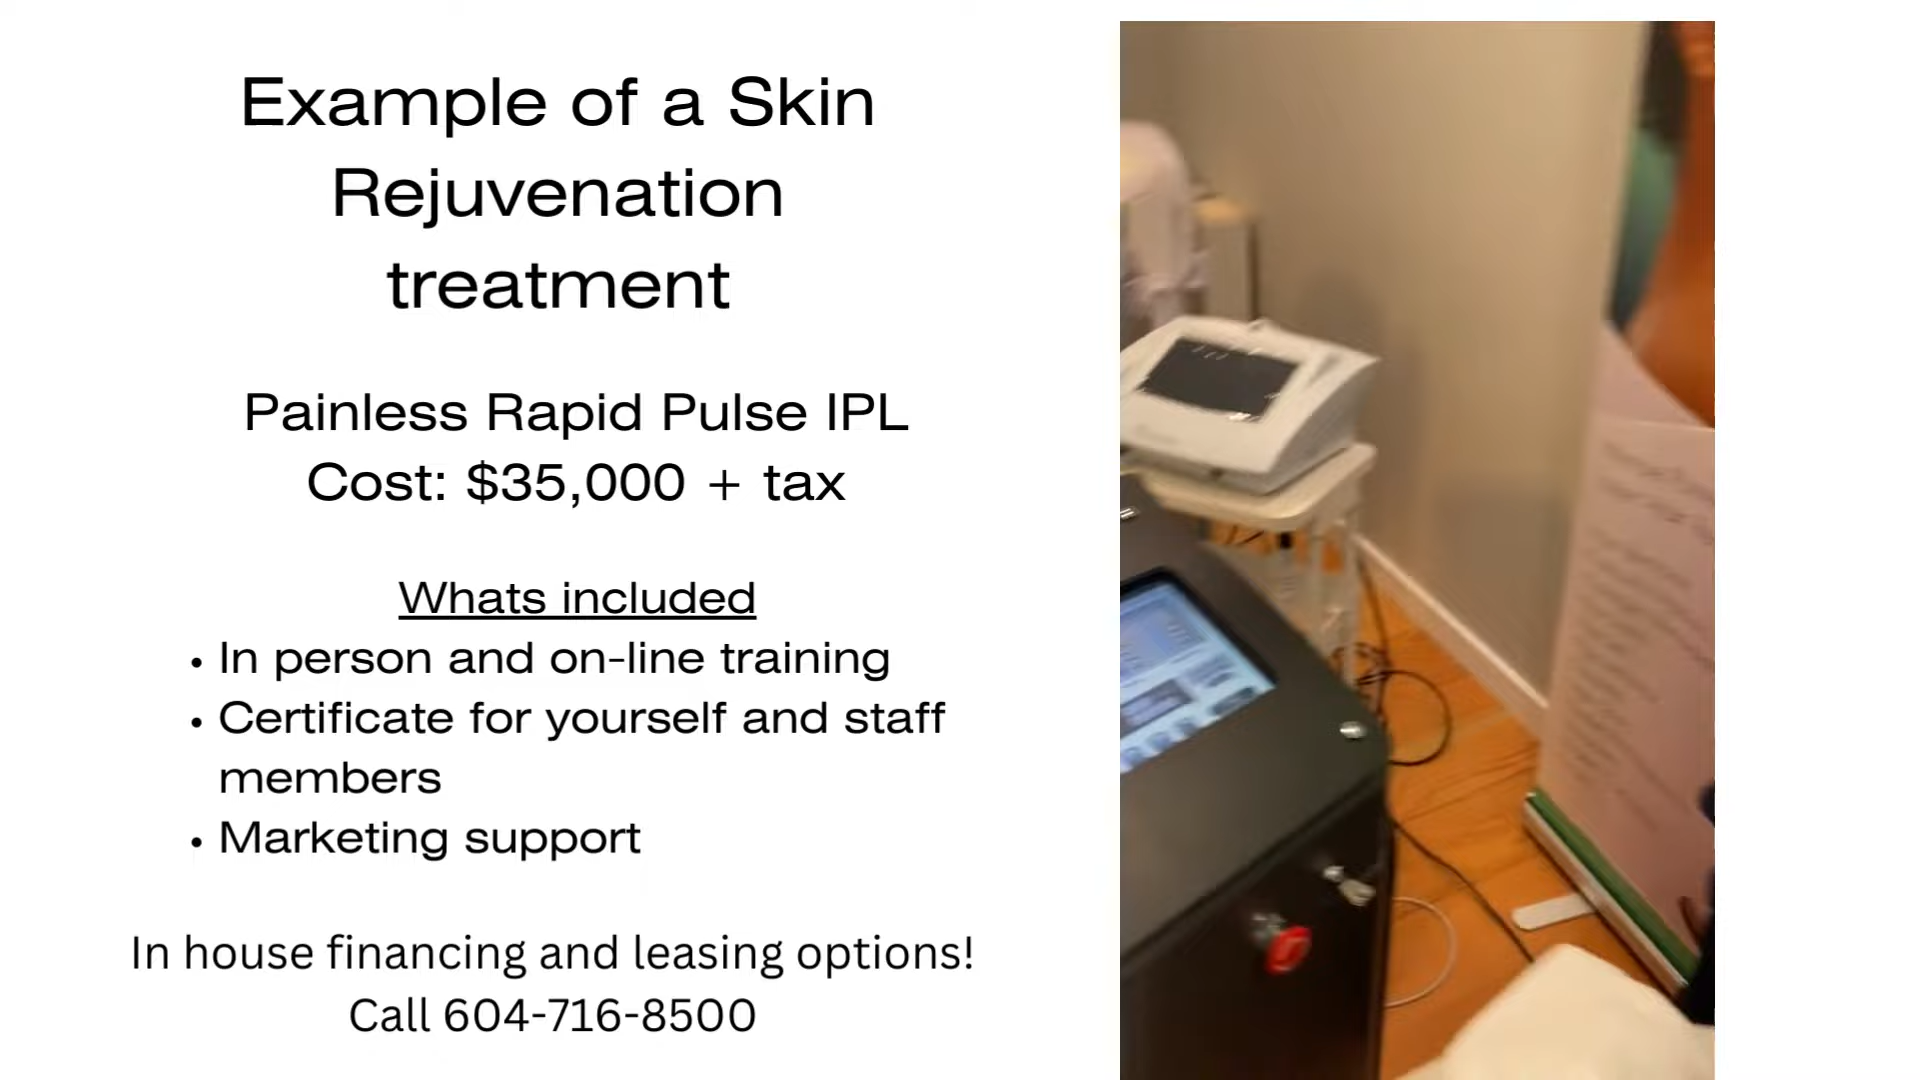 Example of a Skin
Rejuvenation
treatment
Painless Rapid Pulse IPL
Cost: $35,000 + tax
Whats included
• In person and on-line training
• Certificate for yourself and staff
members
• Marketing support
In house financing and leasing options!
Call 604-716-8500